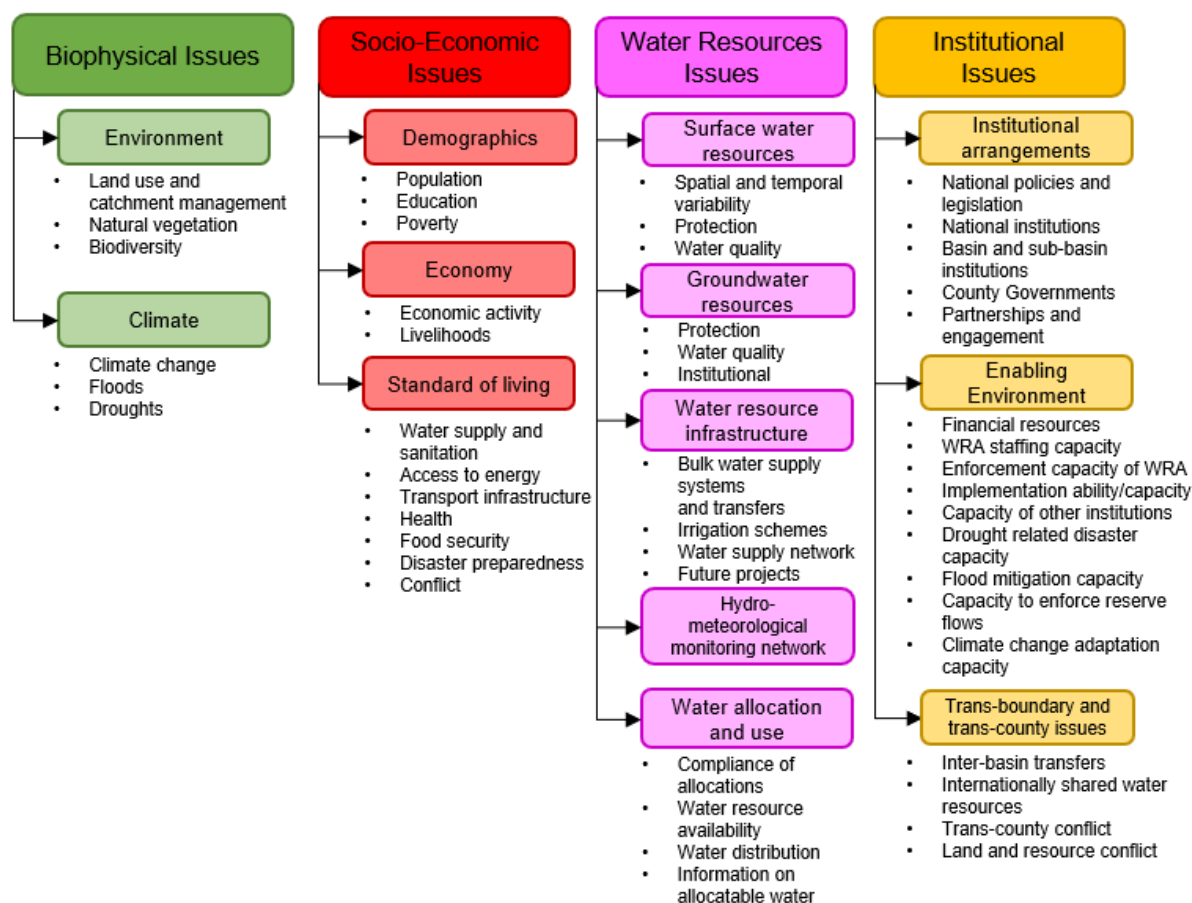 Biophysical Issues
Environment
• Land use and
catchment management
• Natural vegetation
• Biodiversity
Climate
• Climate change
• Floods
• Droughts
Socio-Economic
Issues
Demographics
• Population
• Education
• Poverty
Economy
• Economic activity
• Livelihoods
Standard of living
• Water supply and
sanitation
• Access to energy
• Transport infrastructure
• Health
• Food security
• Disaster preparedness
• Conflict
Water Resources
Issues
Surface water
resources
• Spatial and temporal
variability
• Protection
• Water quality
Groundwater
resources
• Protection
• Water quality
• Institutional
Water resource
infrastructure
• Bulk water supply
systems
and transfers
• Irrigation schemes
• Water supply network
• Future projects
Hydro-
meteorological
monitoring network
Water allocation
and use
• Compliance of
allocations
• Water resource
availability
• Water distribution
• Information on
allocatable water
Institutional
Issues
Institutional
arrangements
• National policies and
legislation
• National institutions
• Basin and sub-basin
institutions
• County Governments
• Partnerships and
engagement
Enabling
Environment
• Financial resources
• WRA staffing capacity
• Enforcement capacity of WRA
• Implementation ability/capacity
• Capacity of other institutions
• Drought related disaster
capacity
• Flood mitigation capacity
• Capacity to enforce reserve
flows
• Climate change adaptation
capacity
Trans-boundary and
trans-county issues
• Inter-basin transfers
• Internationally shared water
resources
• Trans-county conflict
• Land and resource conflict